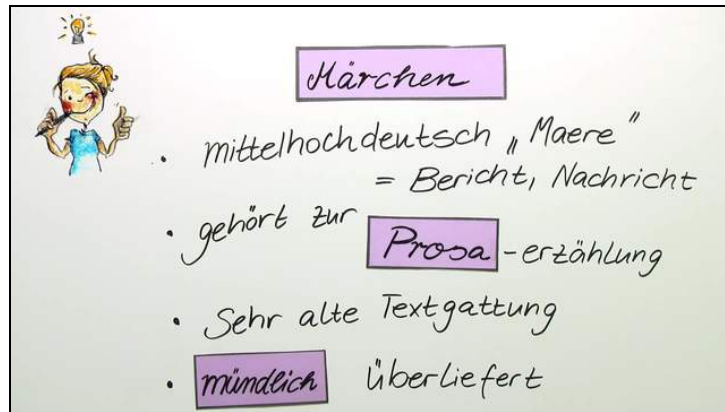 Märchen
• mittelhochdeutsch „Maere"
= Bericht, Nachricht
• gehört zur Prosa-erzählung
• Sehr alte Textgattung
• mündlich überliefert